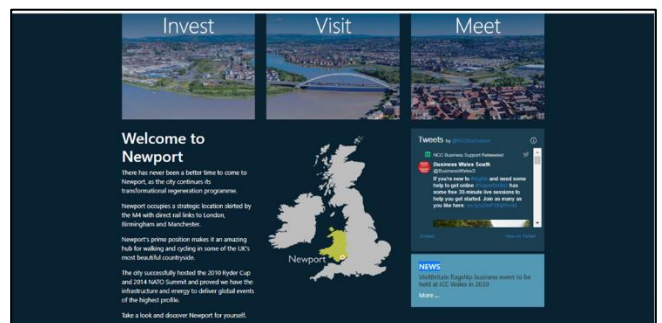 Invest
Visit
Meet
Welcome to
Newport
There has never been a better time to come to
Newport, as the city continues its
transformational regeneration programme.
Newport occupies a strategic location skirted by
the M4 with direct rail links to London,
Birmingham and Manchester.
Newport's prime position makes it an amazing
hub for walking and cycling in some of the UK's
most beautiful countryside.
The city successfully hosted the 2010 Ryder Cup
and 2014 NATO Summit and proved we have the
infrastructure and energy to deliver global events
of the highest profile.
Take a look and discover Newport for yourself.
Newport
Tweets by
NCC Business Support Retweeted
Business Wales South
@BusinessWalesS
If you're new to and need some
help to get online has
some free 30-minute live sessions to
help you get started. Join as many as
you like here:
Embed
View on Twitter
NEWS
VisitBritain flagship business event to be
held at ICC Wales in 2020
More ...